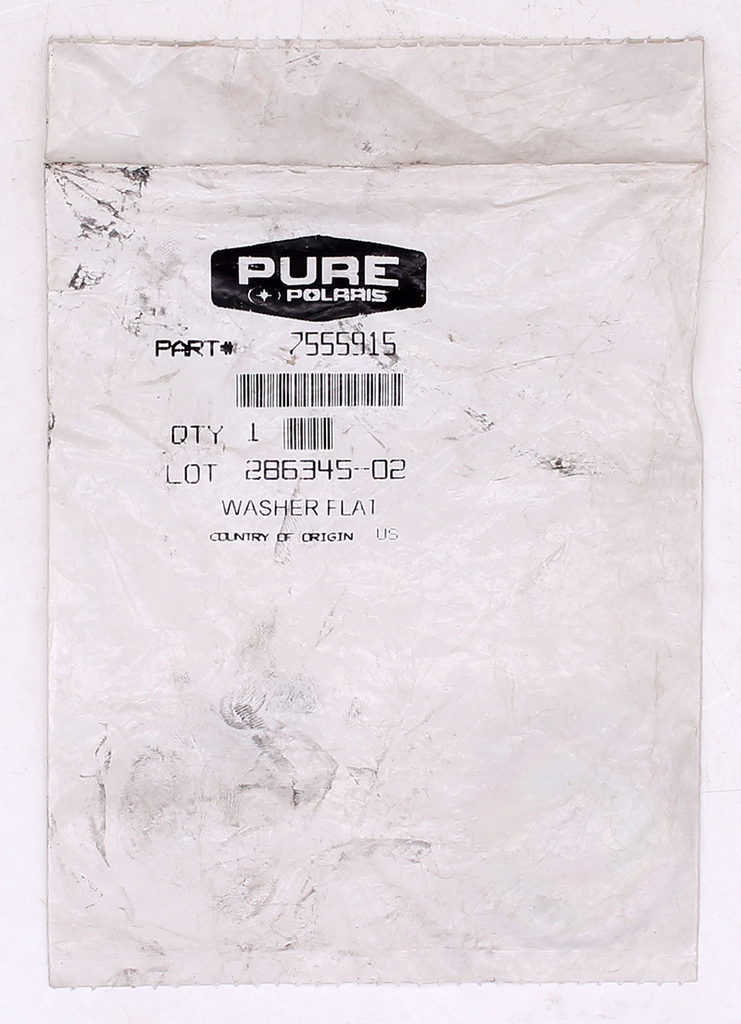 PURE
POLARIS
PART# 7555915
QTY 1
LOT 286345-02
WASHER FLAT
COUNTRY OF ORIGIN US